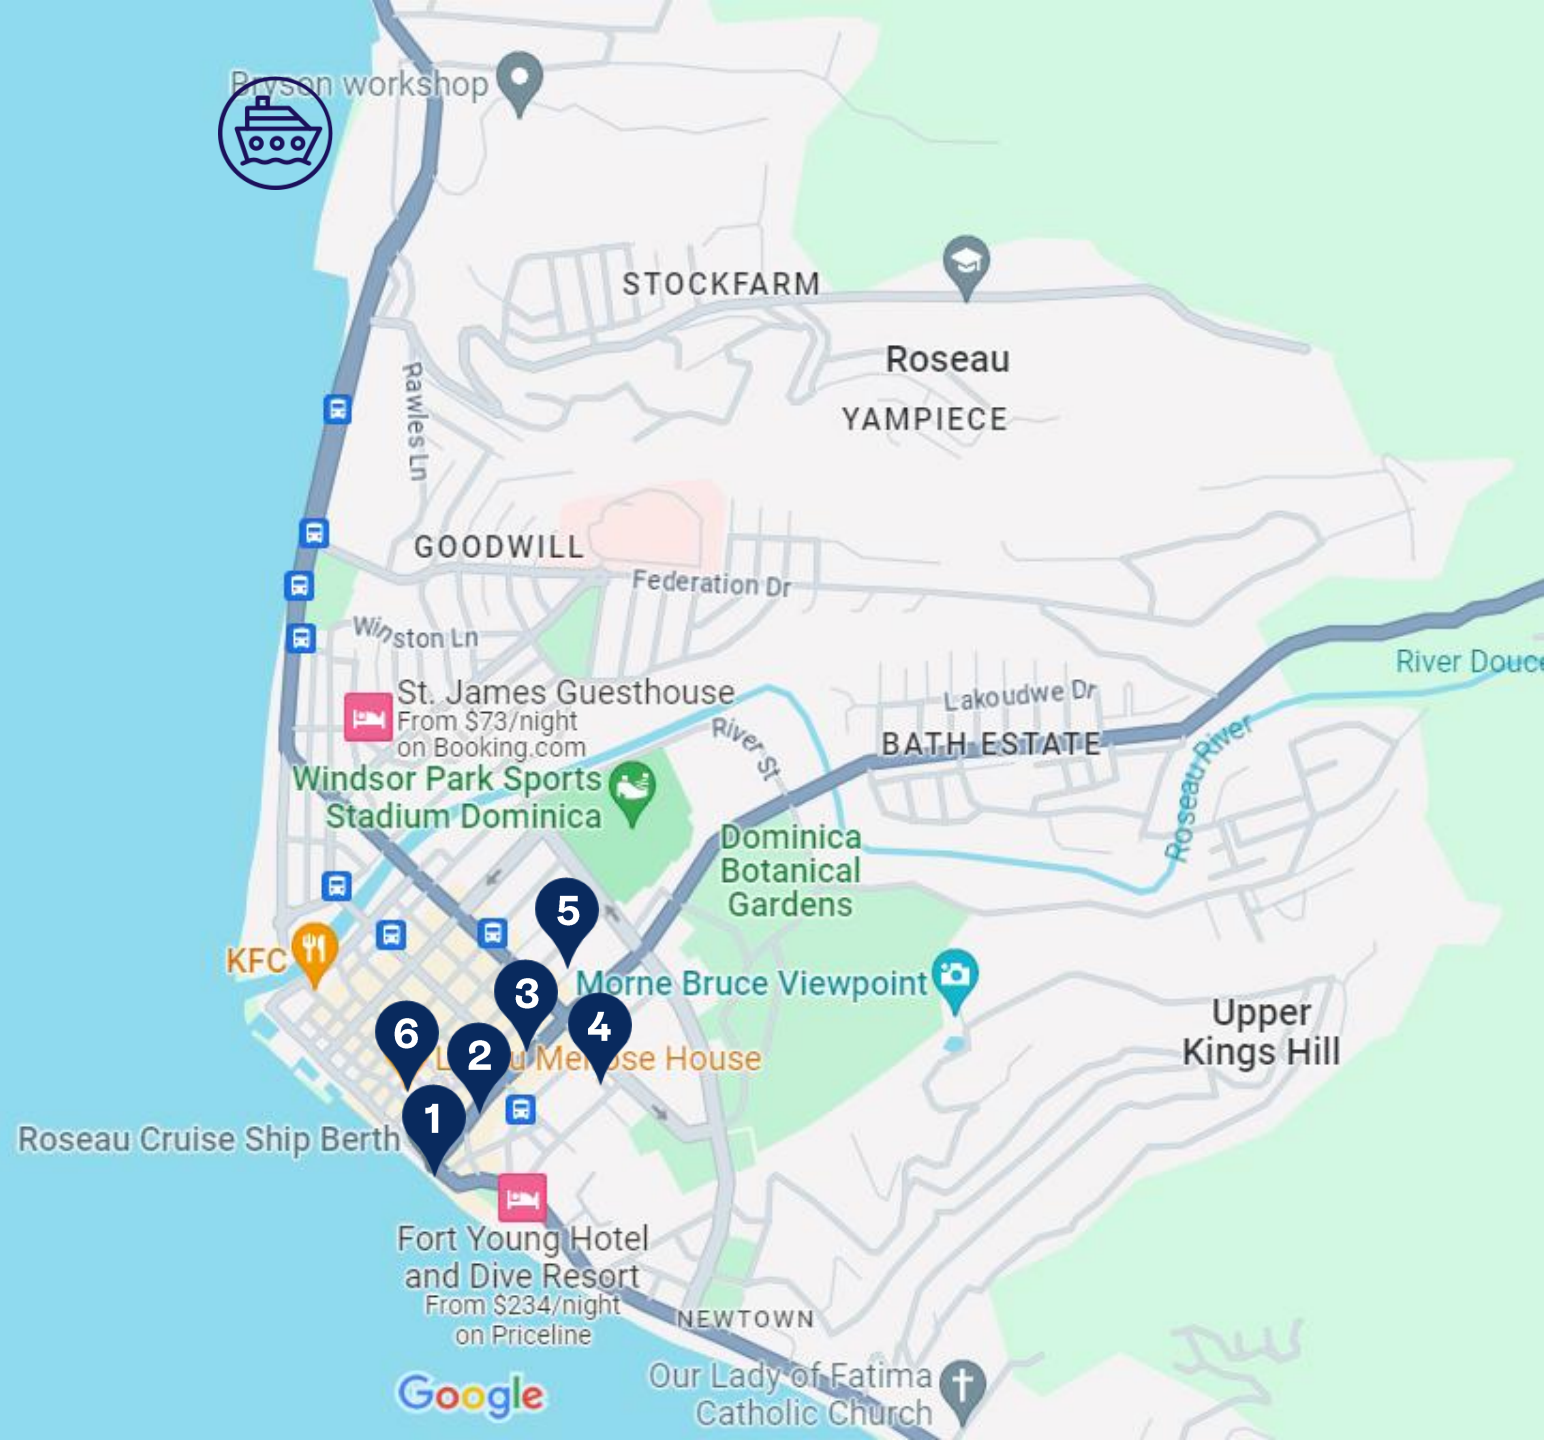 Bryson workshop
STOCKFARM
Roseau
YAMPIECE
Rawles Ln
GOODWILL
Federation Dr
Winston Ln
River Douce
St. James Guesthouse
From $73/night
on Booking.com
Lakoudwe Dr
River St
BATH ESTATE
Roseau River
Windsor Park Sports
Stadium Dominica
Dominica
Botanical
Gardens
5
KFC
3
Morne Bruce Viewpoint
6
4
Upper
Kings Hill
2
Melrose House
1
Roseau Cruise Ship Berth
Fort Young Hotel
and Dive Resort
From $234/night
on Priceline
NEWTOWN
Our Lady of Fatima
Catholic Church
Google